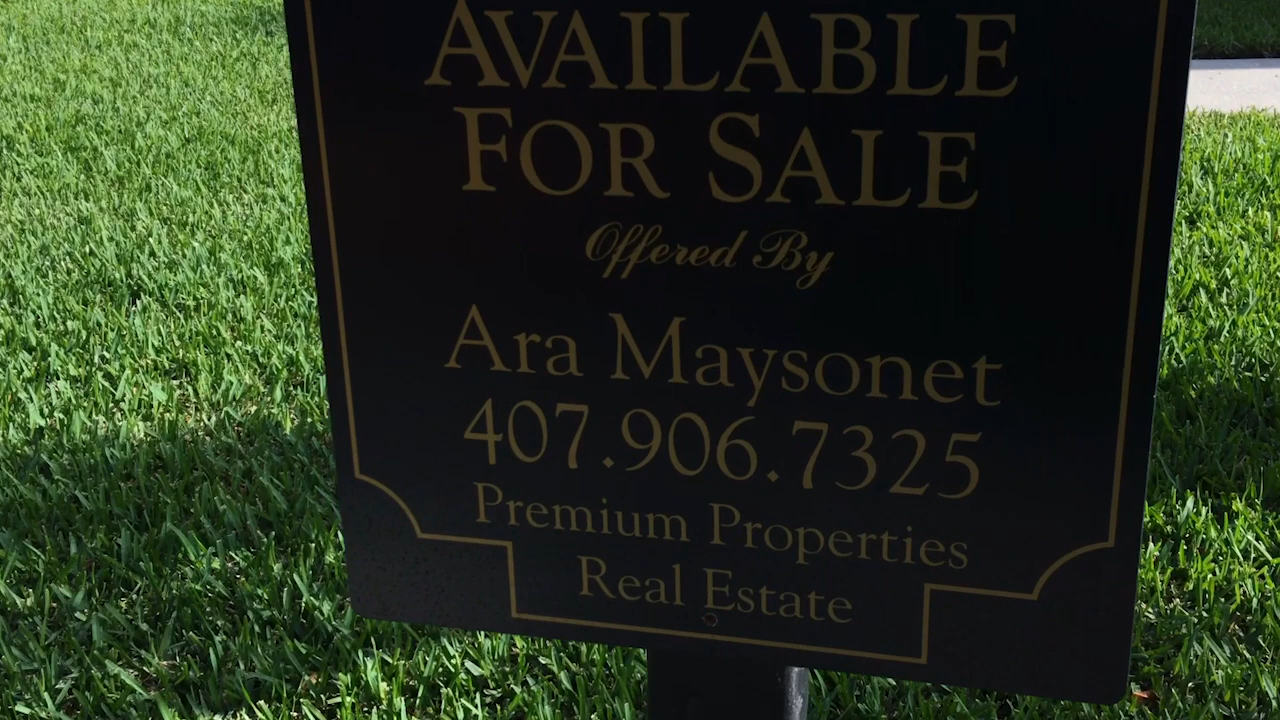 AVAILABLE
FOR SALE
Offered By
Ara Maysonet
407.906.7325
Premium Properties
Real Estate